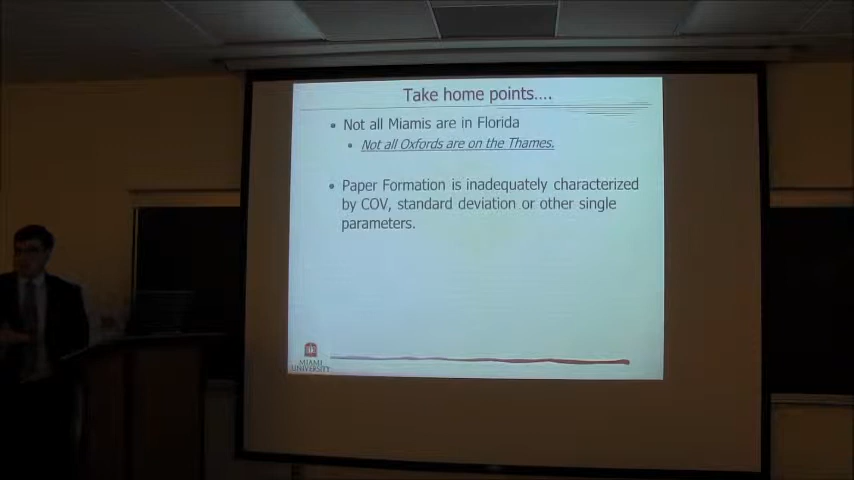 Take home points....
• Not all Miamis are in Florida
• Not all Oxfords are on the Thames.
• Paper Formation is inadequately characterized
by COV, standard deviation or other single
parameters.
MIAMI
UNIVERSITY